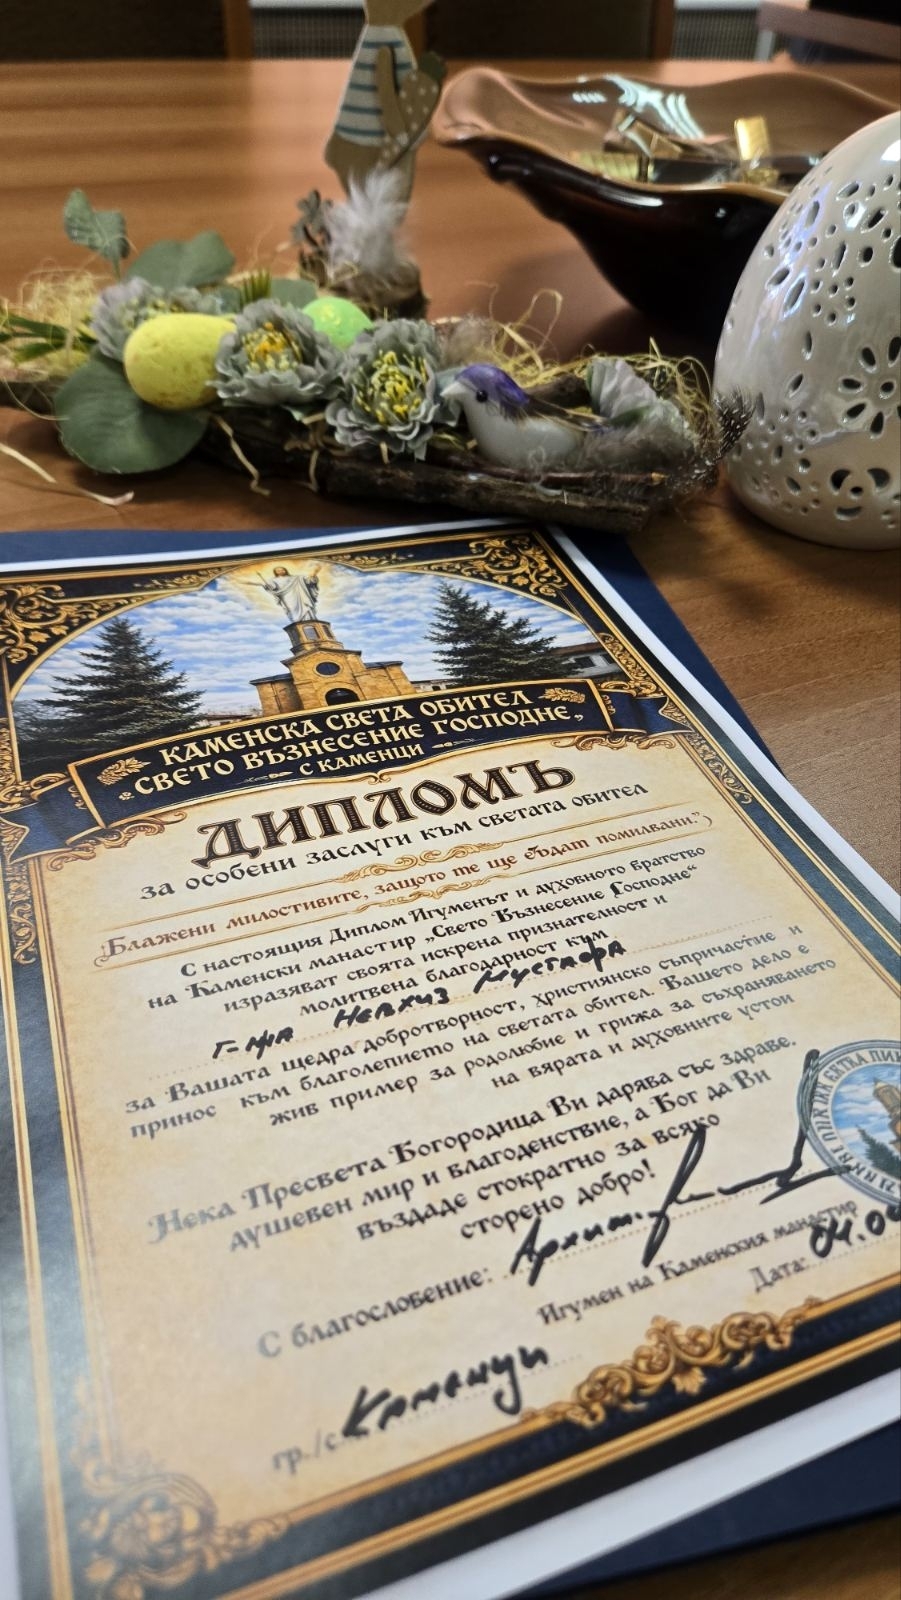 КАМЕНСКА СВЕТА ОБИТЕЛ
„СВЕТО ВЪЗНЕСЕНИЕ ГОСПОДНЕ„
С КАМЕНЦИ
ДИПЛОМЪ
за особени заслуги към светата обител
„Блажени милостивите, защото те ще бъдат помилвани.")
С настоящия Диплом Игуменът и духовното братство
на Каменски манастир „Свето Възнесение Господне“
изразяват своята искрена признателност и
молитвена благодарност към
Г-жа Невхиз Мустафа
за Вашата щедра добротворност, християнско съпричастие и
принос към благолепието на светата обител. Вашето дело е
жив пример за родолюбие и грижа за съхраняването
на вярата и духовните устои
Нека Пресвета Богородица Ви дарява със здраве.
душевен мир и благоденствие, а Бог да Ви
въздаде стократно за всяко
сторено добро!
С благословение: Архим.
Игумен на Каменския манастир
Дата: 04.04
гр./с. Каменци